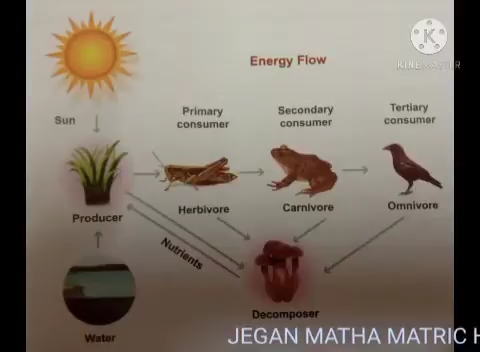 Energy Flow
K
KINEMASTER
Sun
Primary
consumer
Secondary
consumer
Tertiary
consumer
Producer
Herbivore
Carnivore
Omnivore
Nutrients
Decomposer
Water
JEGAN MATHA MATRIC H